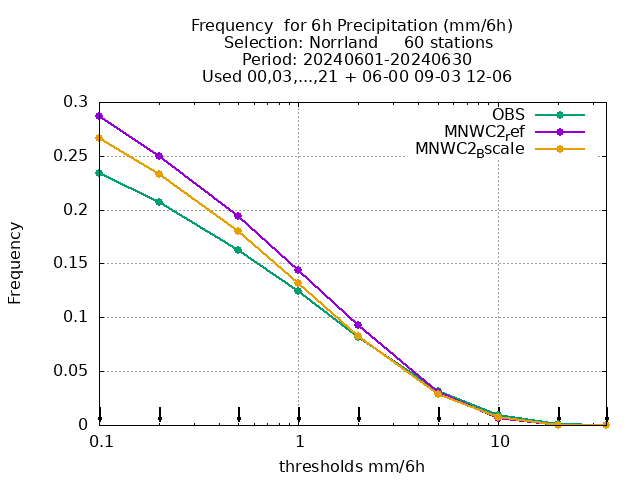 Frequency  for 6h Precipitation (mm/6h)
Selection: Norrland     60 stations
Period: 20240601-20240630
Used 00,03,...,21 + 06-00 09-03 12-06
OBS
MNWC2ref
MNWC2Bscale
0.3
0.25
0.2
0.15
0.1
0.05
0
Frequency
0.1 1 10
thresholds mm/6h